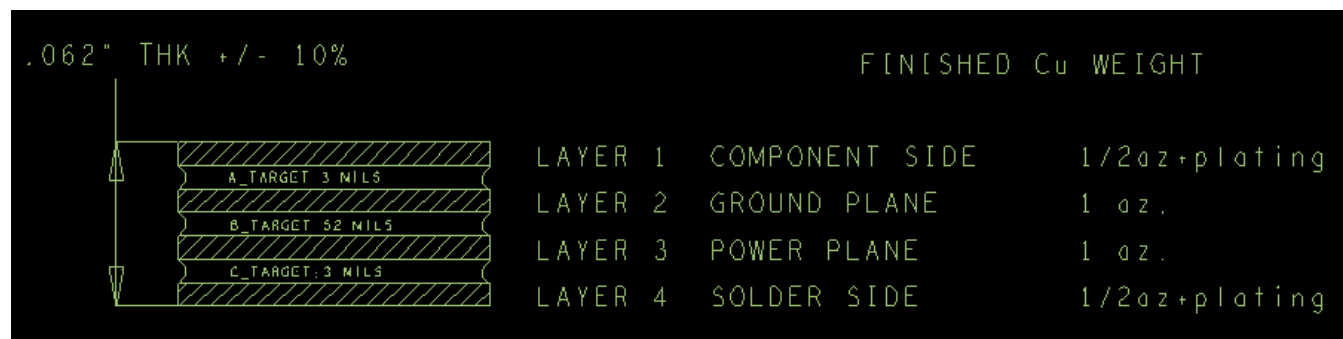 .062" THK +/- 10%
FINISHED Cu WEIGHT
LAYER 1 COMPONENT SIDE 1/2oz+plating
A_TARGET 3 MILS
LAYER 2 GROUND PLANE 1 oz.
B_TARGET 52 MILS
LAYER 3 POWER PLANE 1 oz.
C_TARGET:3 MILS
LAYER 4 SOLDER SIDE 1/2oz+plating